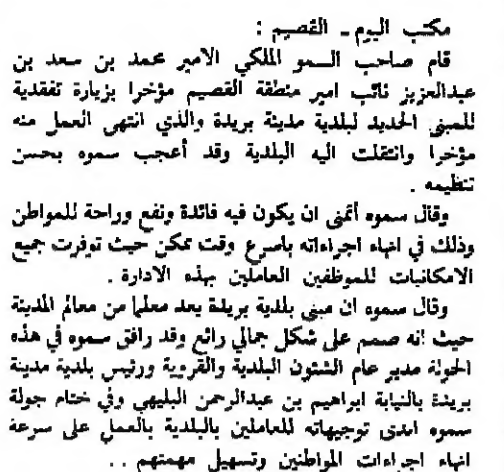 مكتب اليوم ـ القصيم :
قام صاحب السمو الملكي الامير محمد بن سعد بن
عبدالعزيز نائب امير منطقة القصيم مؤخرا بزيارة تفقدية
للمبنى الجديد لبلدية مدينة بريدة والذي انتهى العمل منه
مؤخرا وانتقلت اليه البلدية وقد أعجب سموه بحسن
تنظيمه .
وقال سموه أتمنى ان يكون فيه فائدة ونفع وراحة للمواطن
وذلك في انهاء اجراءاته باسرع وقت ممكن حيث توفرت جميع
الامكانيات للموظفين العاملين بهذه الادارة .
وقال سموه ان مبنى بلدية بريدة يعد معلما من معالم المدينة
حيث انه صمم على شكل جمالي رائع وقد رافق سموه في هذه
الجولة مدير عام الشئون البلدية والقروية ورئيس بلدية مدينة
بريدة بالنيابة ابراهيم بن عبدالرحمن البليهي وفي ختام جولة
سموه ابدى توجيهاته للعاملين بالبلدية بالعمل على سرعة
انهاء اجراءات المواطنين وتسهيل مهمتهم . .